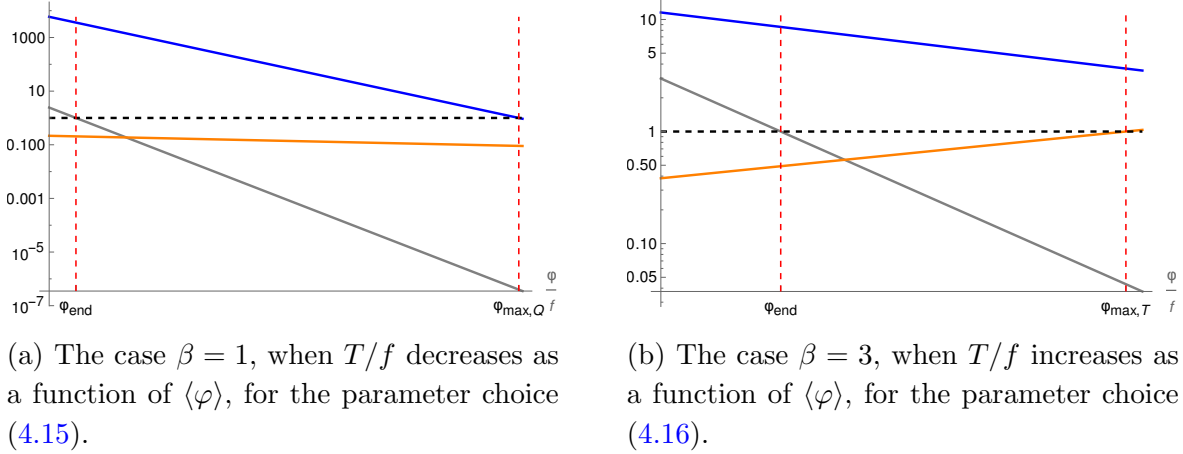 1000
10
0.100
0.001
10⁻⁵
10⁻⁷
φend
φmax,Q
φ
f
10
5
1
0.50
0.10
0.05
φend
φmax,T
φ
f
(a) The case β = 1, when T/f decreases as
a function of ⟨φ⟩, for the parameter choice
(4.15).
(b) The case β = 3, when T/f increases as
a function of ⟨φ⟩, for the parameter choice
(4.16).